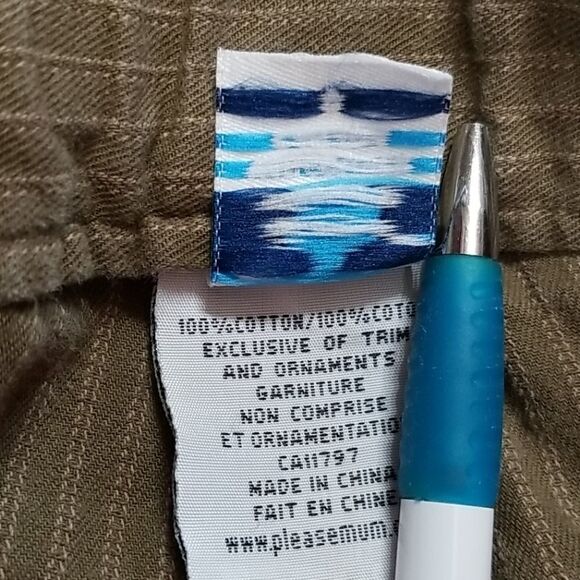 100%COTTON/100%COTO
EXCLUSIVE OF TRIM
AND ORNAMENTS
GARNITURE
NON COMPRISE
ET ORNAMENTATIO
CA11797
MADE IN CHINA
FAIT EN CHINE
www.pleasemum.